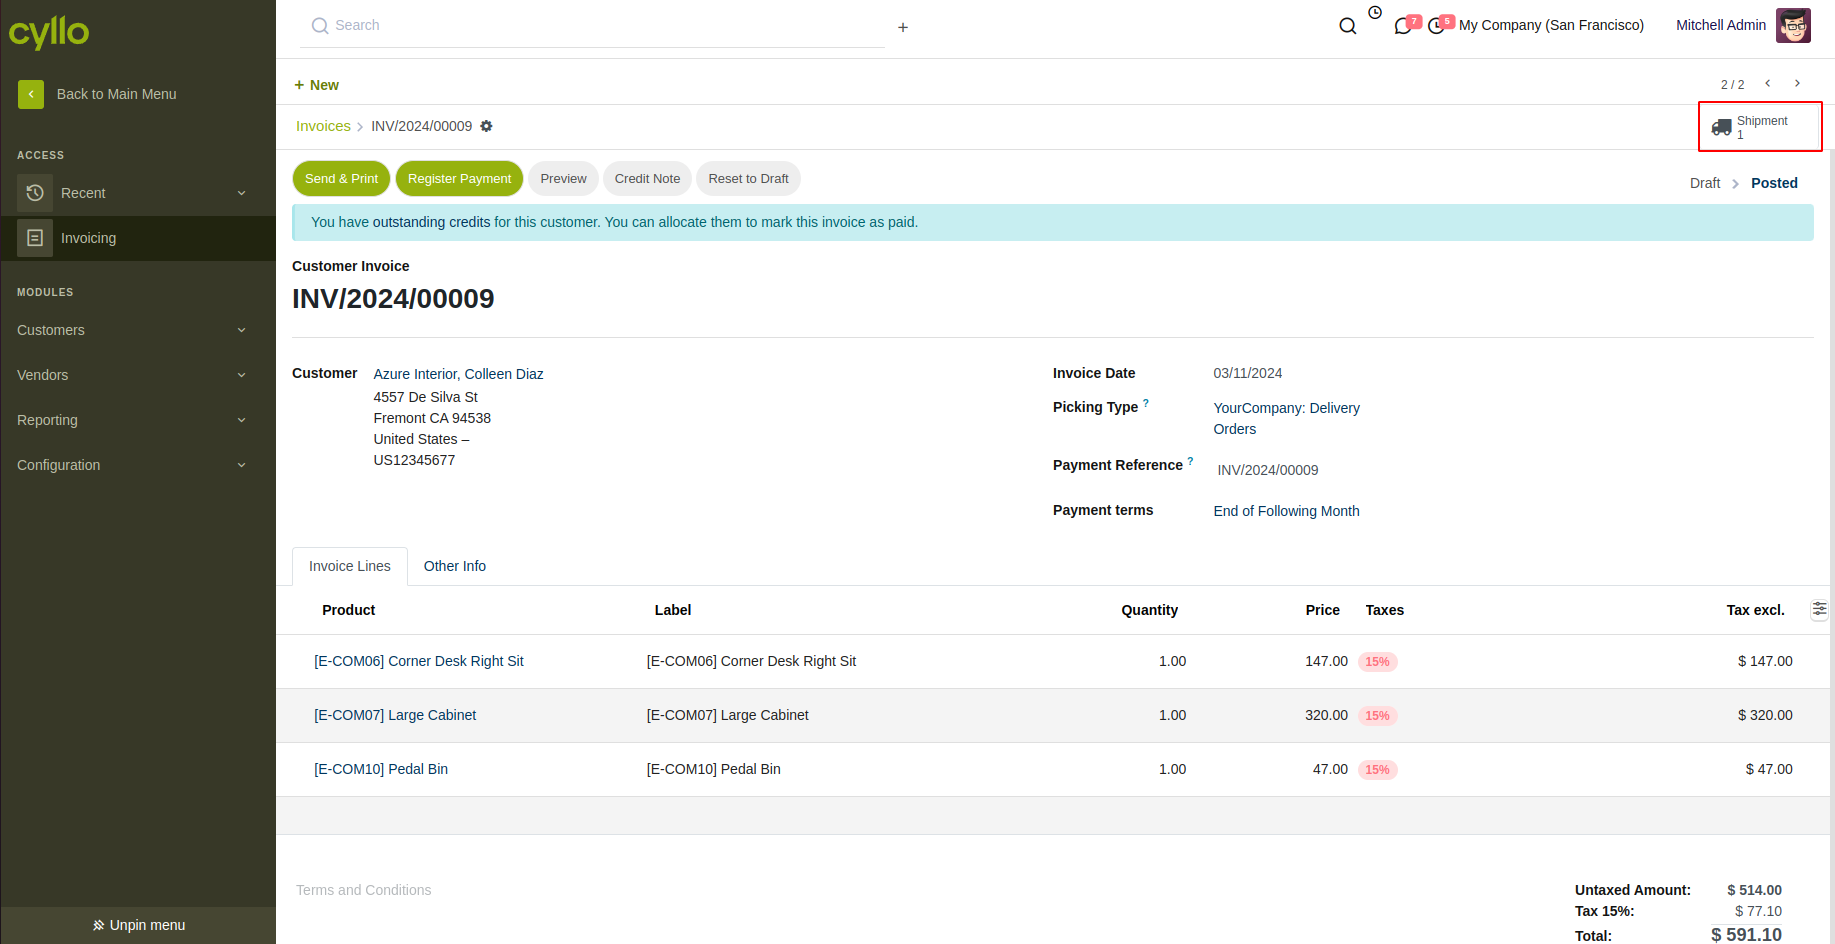 cyllo
Search
+
7
5
My Company (San Francisco)
Mitchell Admin
Back to Main Menu
+ New
2 / 2
Invoices > INV/2024/00009
Shipment
1
ACCESS
Recent
Invoicing
MODULES
Customers
Vendors
Reporting
Configuration
Unpin menu
Send & Print
Register Payment
Preview
Credit Note
Reset to Draft
Draft > Posted
You have outstanding credits for this customer. You can allocate them to mark this invoice as paid.
Customer Invoice
INV/2024/00009
Customer
Azure Interior, Colleen Diaz
4557 De Silva St
Fremont CA 94538
United States –
US12345677
Invoice Date 03/11/2024
Picking Type ? YourCompany: Delivery
Orders
Payment Reference ? INV/2024/00009
Payment terms End of Following Month
Invoice Lines
Other Info
Product Label Quantity Price Taxes Tax excl.
[E-COM06] Corner Desk Right Sit [E-COM06] Corner Desk Right Sit 1.00 147.00 15% $ 147.00
[E-COM07] Large Cabinet [E-COM07] Large Cabinet 1.00 320.00 15% $ 320.00
[E-COM10] Pedal Bin [E-COM10] Pedal Bin 1.00 47.00 15% $ 47.00
Terms and Conditions
Untaxed Amount: $ 514.00
Tax 15%: $ 77.10
Total: $ 591.10